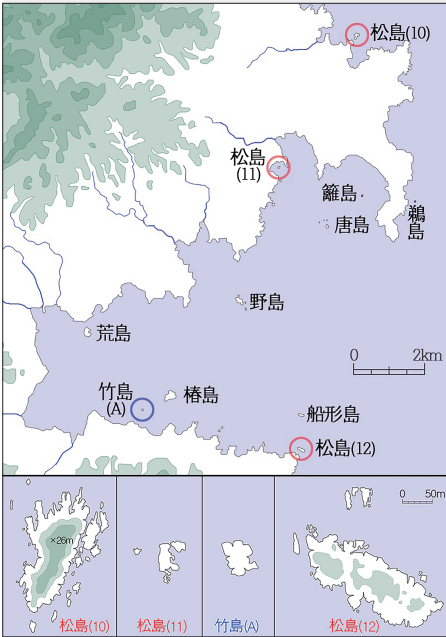 松島(10)
松島
(11)
籬島
唐島
鵜
島
野島
荒島
0 2km
竹島
(A)
椿島
船形島
松島(12)
0 50m
×26m
松島(10)
松島(11)
竹島(A)
松島(12)